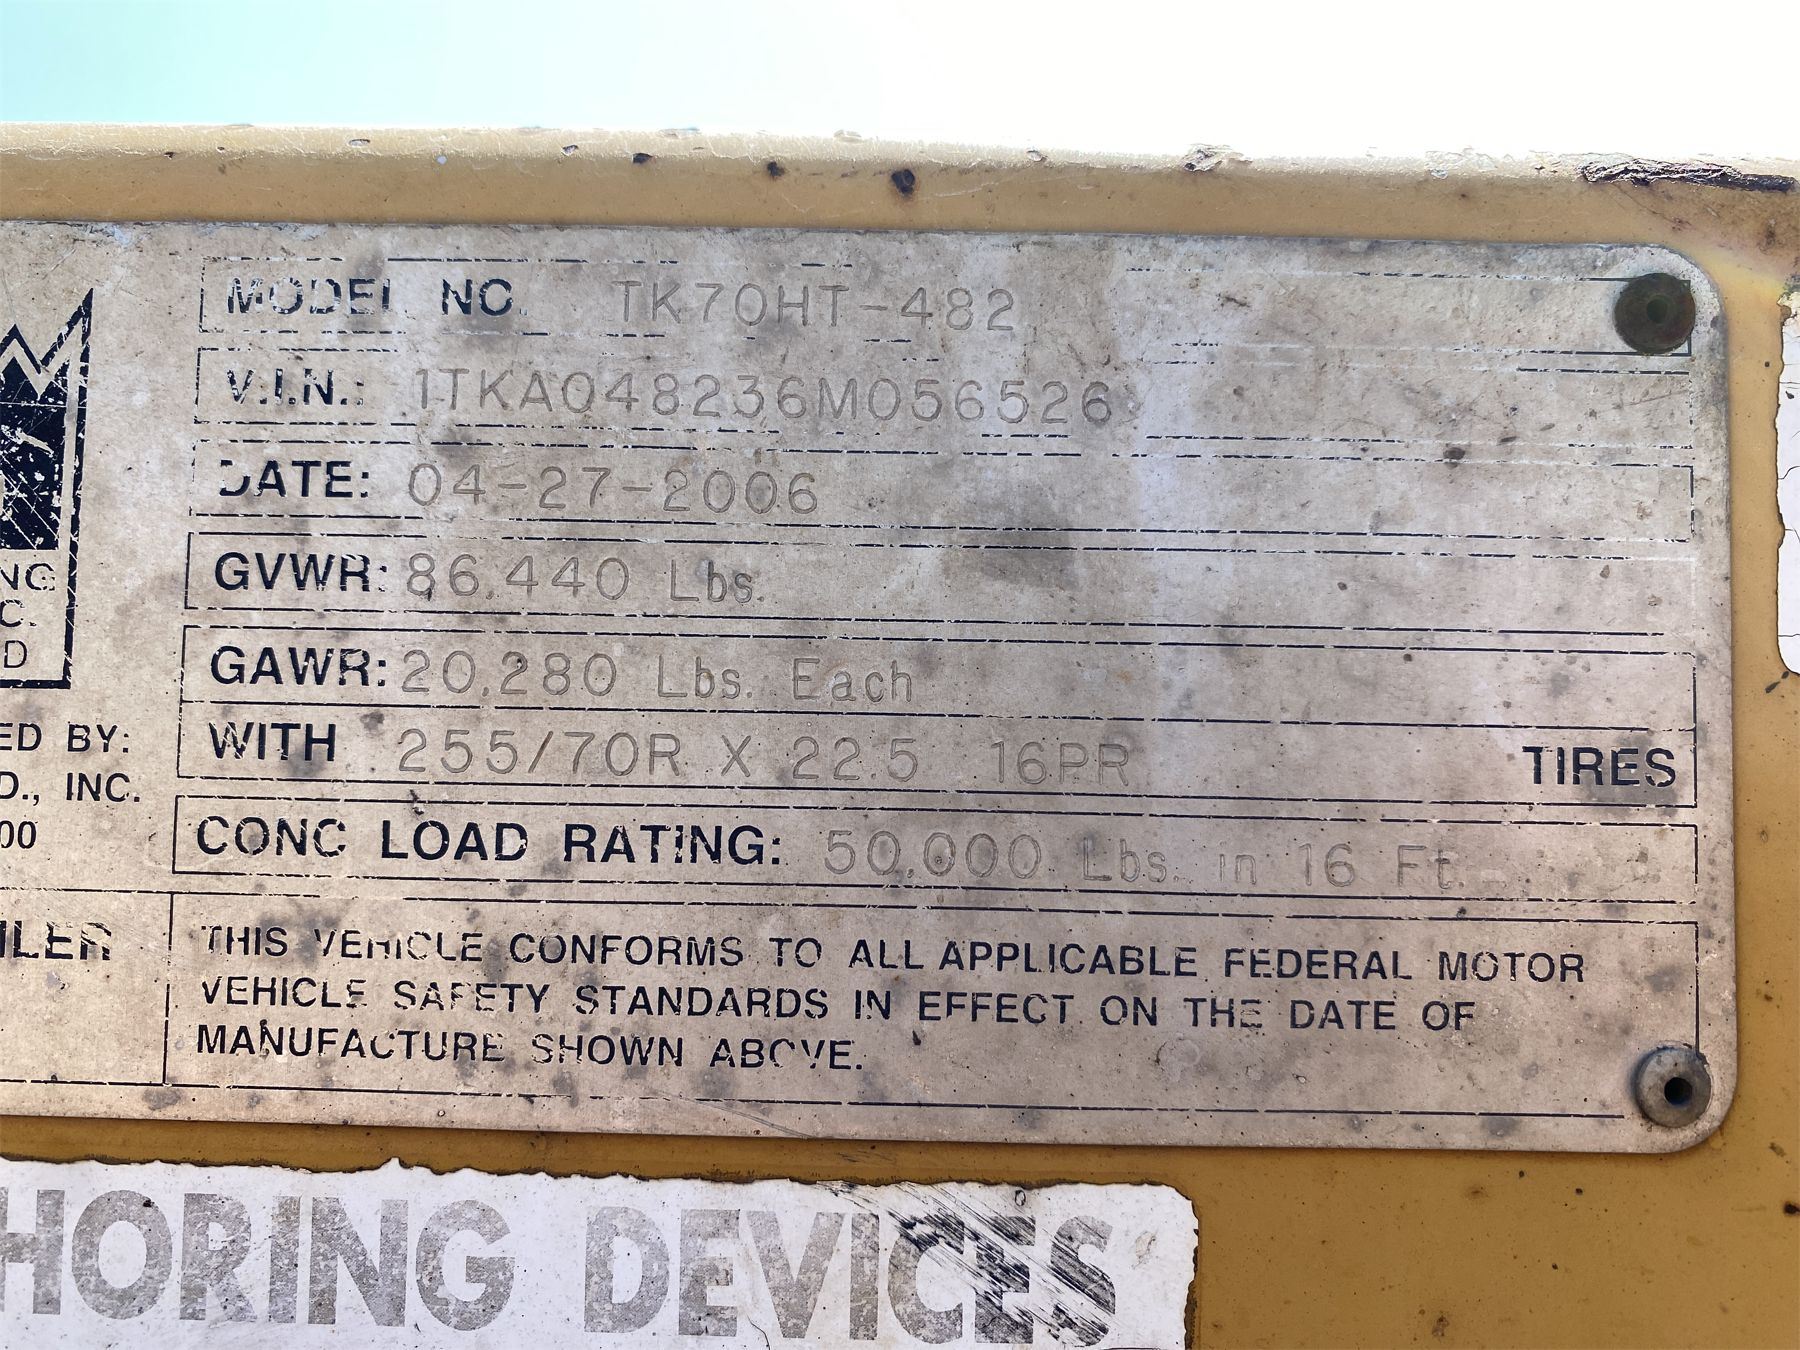 MODEL NO. TK70HT-482
V.I.N.: 1TKA048236M056526
DATE: 04-27-2006
GVWR: 86,440 Lbs.
GAWR: 20,280 Lbs. Each
WITH 255/70R X 22.5 16PR TIRES
CONC LOAD RATING: 50,000 Lbs. in 16 Ft.
THIS VEHICLE CONFORMS TO ALL APPLICABLE FEDERAL MOTOR
VEHICLE SAFETY STANDARDS IN EFFECT ON THE DATE OF
MANUFACTURE SHOWN ABOVE.
NG
C.
D
ED BY:
D., INC.
00
ILER
HORING DEVICES